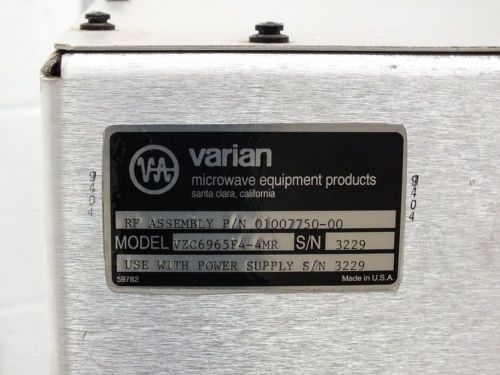 varian
microwave equipment products
santa clara, california
RF ASSEMBLY P/N 01007750-00
MODEL VZC6965F4-4MR S/N 3229
USE WITH POWER SUPPLY S/N 3229
59782 Made in U.S.A.
9404
9404